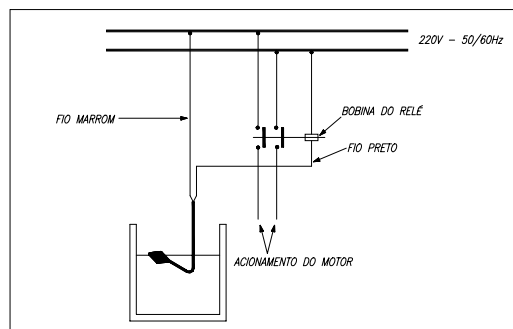 220V - 50/60Hz
BOBINA DO RELÉ
FIO MARROM
FIO PRETO
ACIONAMENTO DO MOTOR